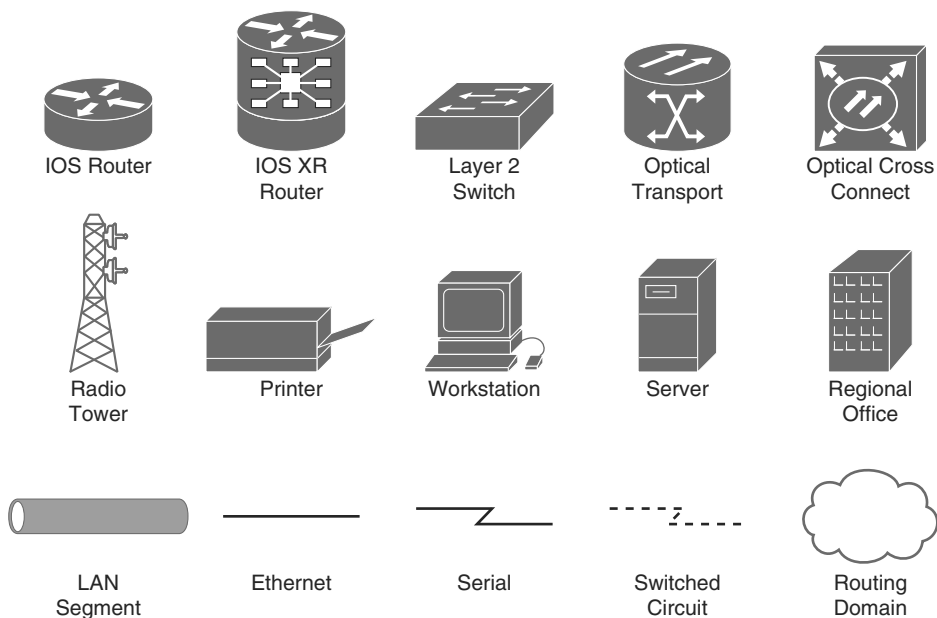 IOS Router
IOS XR
Router
Layer 2
Switch
Optical
Transport
Optical Cross
Connect
Radio
Tower
Printer
Workstation
Server
Regional
Office
LAN
Segment
Ethernet
Serial
Switched
Circuit
Routing
Domain